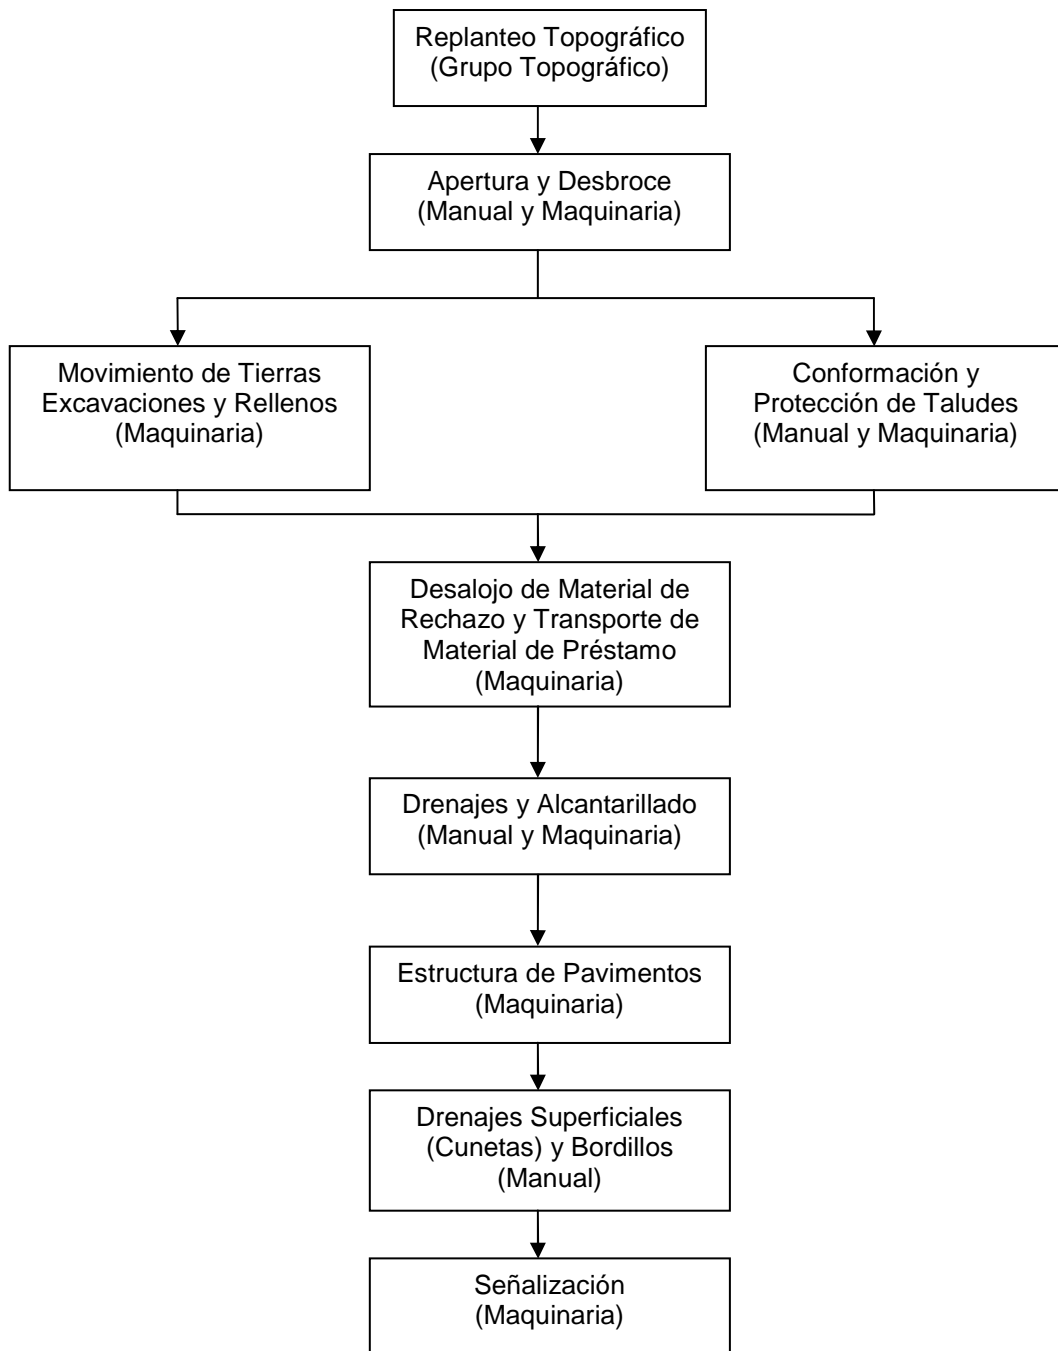 Replanteo Topográfico
(Grupo Topográfico)
Apertura y Desbroce
(Manual y Maquinaria)
Movimiento de Tierras
Excavaciones y Rellenos
(Maquinaria)
Conformación y
Protección de Taludes
(Manual y Maquinaria)
Desalojo de Material de
Rechazo y Transporte de
Material de Préstamo
(Maquinaria)
Drenajes y Alcantarillado
(Manual y Maquinaria)
Estructura de Pavimentos
(Maquinaria)
Drenajes Superficiales
(Cunetas) y Bordillos
(Manual)
Señalización
(Maquinaria)